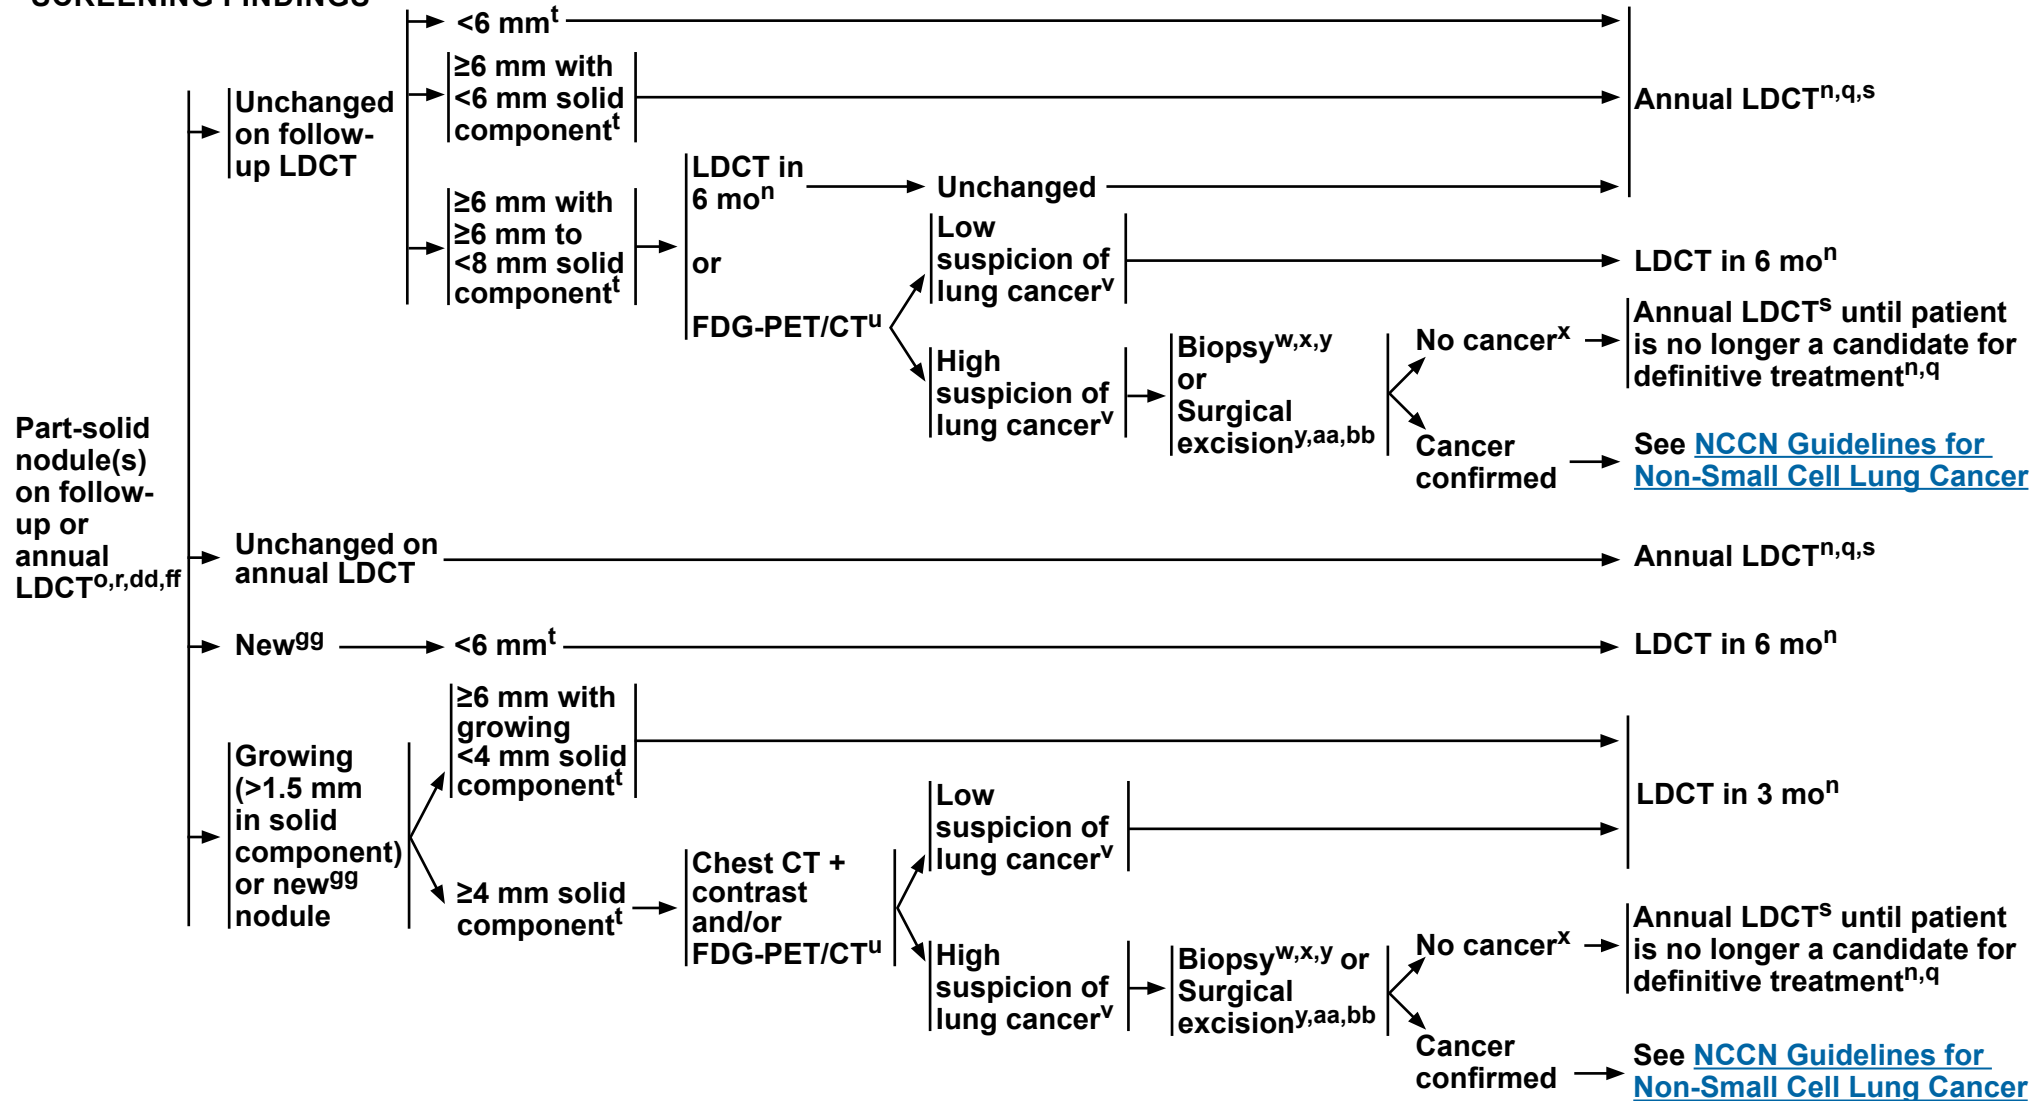 SCREENING FINDINGS
Part-solid
nodule(s)
on follow-
up or
annual
LDCTo,r,dd,ff
Unchanged
on follow-
up LDCT
<6 mmt
≥6 mm with
<6 mm solid
componentt
Annual LDCTn,q,s
≥6 mm with
≥6 mm to
<8 mm solid
componentt
LDCT in
6 mon
or
FDG-PET/CTu
Unchanged
Low
suspicion of
lung cancerv
LDCT in 6 mon
High
suspicion of
lung cancerv
Biopsyw,x,y
or
Surgical
excisiony,aa,bb
No cancerx
Annual LDCTs until patient
is no longer a candidate for
definitive treatmentn,q
Cancer
confirmed
See NCCN Guidelines for
Non-Small Cell Lung Cancer
Unchanged on
annual LDCT
Annual LDCTn,q,s
Newgg
<6 mmt
LDCT in 6 mon
Growing
(>1.5 mm
in solid
component)
or newgg
nodule
≥6 mm with
growing
<4 mm solid
componentt
LDCT in 3 mon
≥4 mm solid
componentt
Chest CT +
contrast
and/or
FDG-PET/CTu
Low
suspicion of
lung cancerv
High
suspicion of
lung cancerv
Biopsyw,x,y or
Surgical
excisiony,aa,bb
No cancerx
Annual LDCTs until patient
is no longer a candidate for
definitive treatmentn,q
Cancer
confirmed
See NCCN Guidelines for
Non-Small Cell Lung Cancer